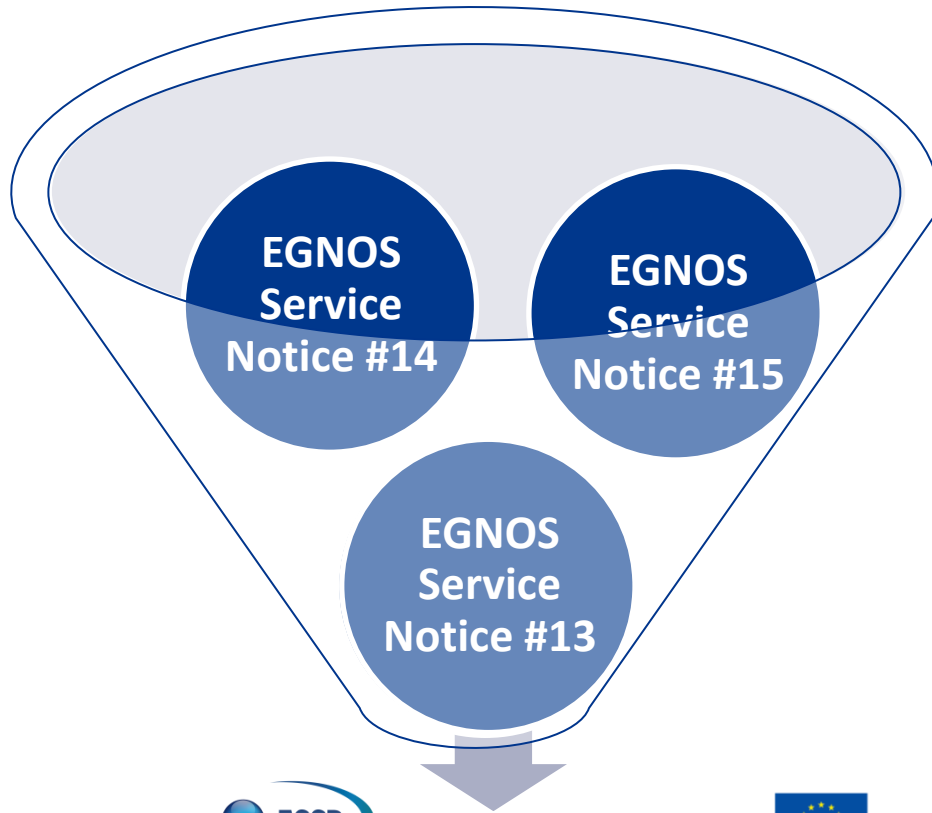 EGNOS
Service
Notice #14
EGNOS
Service
Notice #15
EGNOS
Service
Notice #13